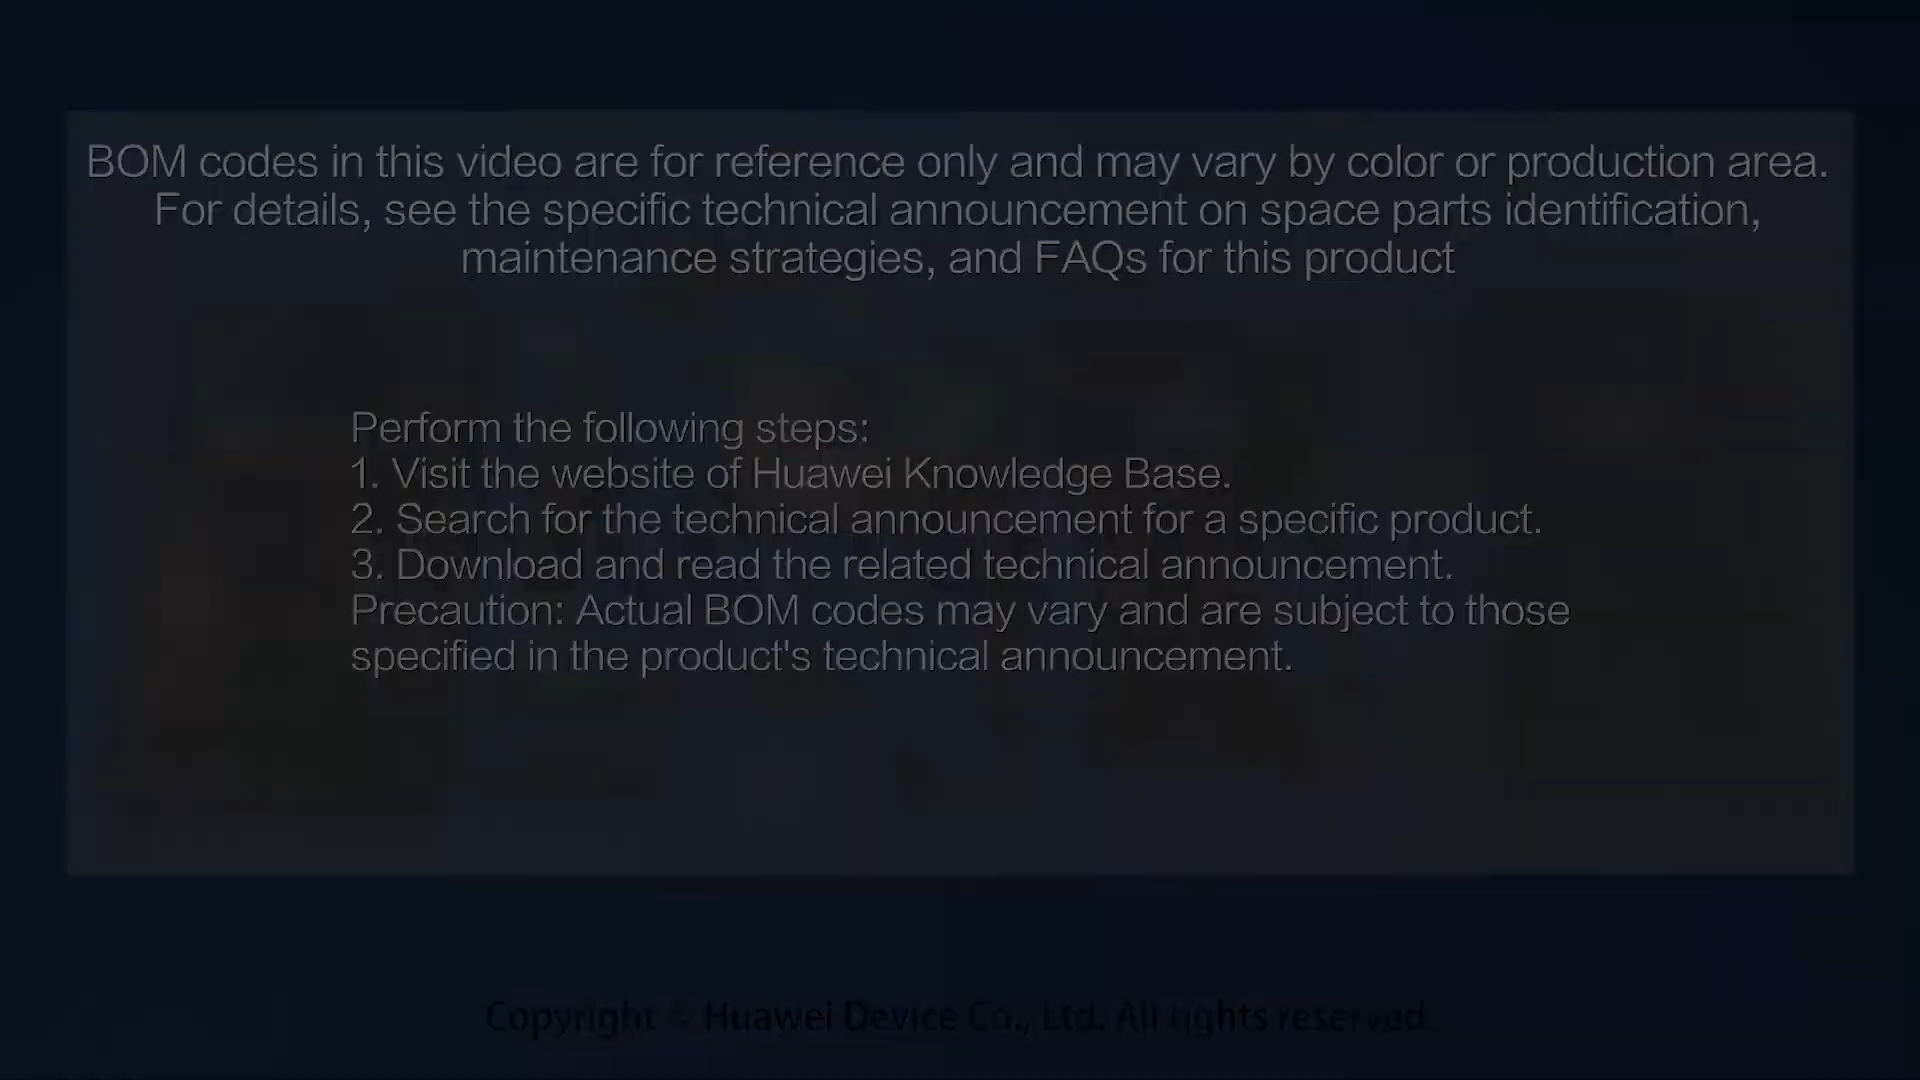 BOM codes in this video are for reference only and may vary by color or production area.
For details, see the specific technical announcement on space parts identification,
maintenance strategies, and FAQs for this product
Perform the following steps:
1. Visit the website of Huawei Knowledge Base.
2. Search for the technical announcement for a specific product.
3. Download and read the related technical announcement.
Precaution: Actual BOM codes may vary and are subject to those
specified in the product's technical announcement.
Copyright © Huawei Device Co., Ltd. All rights reserved.